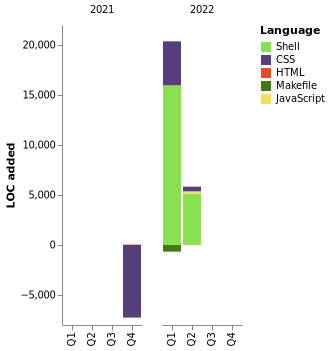 2021 2022
Language
Shell
CSS
HTML
Makefile
JavaScript
LOC added
20,000
15,000
10,000
5,000
0
−5,000
Q1 Q2 Q3 Q4 Q1 Q2 Q3 Q4